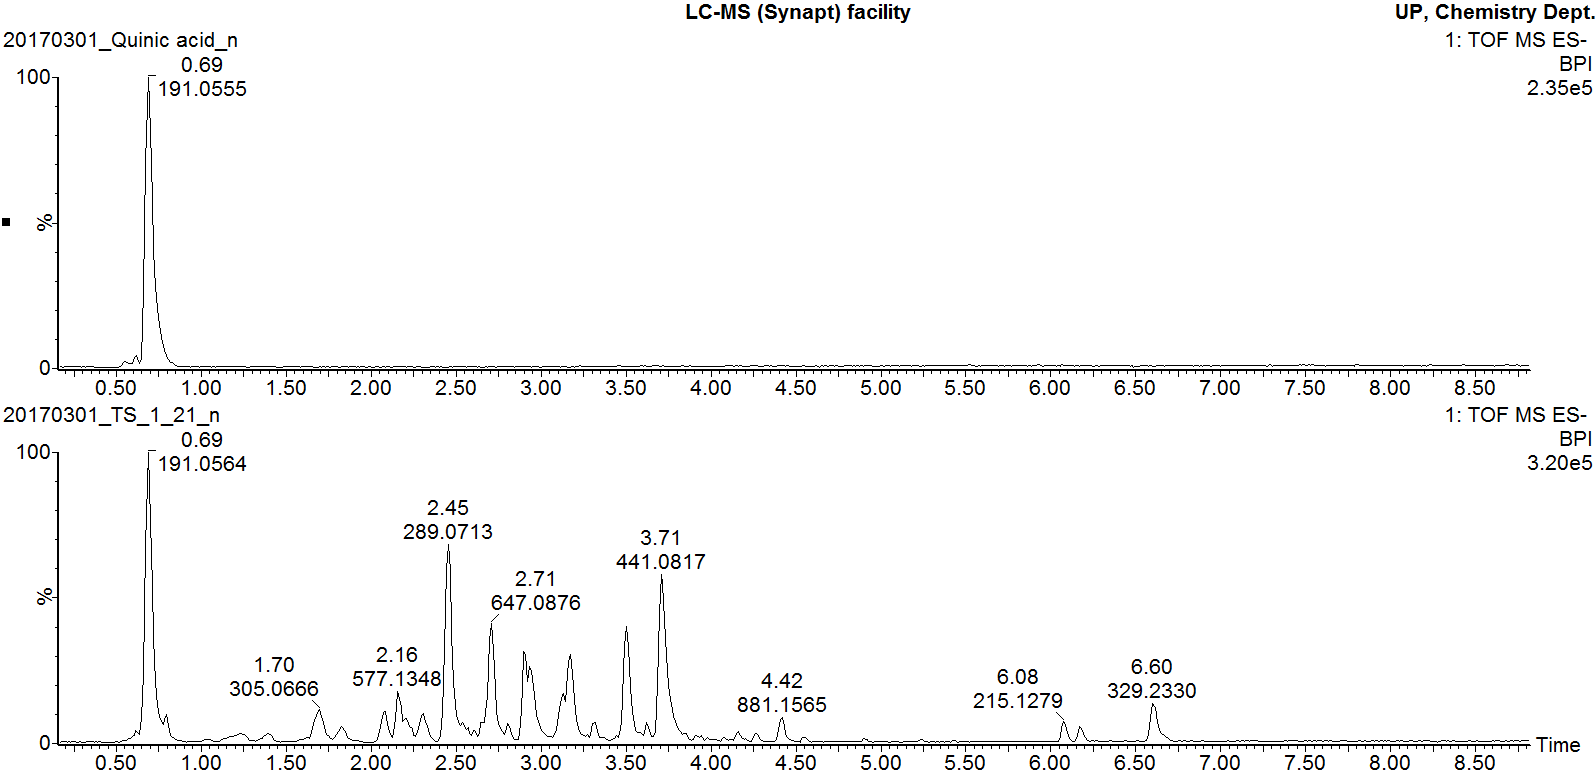 LC-MS (Synapt) facility
UP, Chemistry Dept.
20170301_Quinic acid_n
1: TOF MS ES-
BPI
2.35e5
0.69
191.0555
100
%
0
0.50 1.00 1.50 2.00 2.50 3.00 3.50 4.00 4.50 5.00 5.50 6.00 6.50 7.00 7.50 8.00 8.50
20170301_TS_1_21_n
1: TOF MS ES-
BPI
3.20e5
0.69
191.0564
100
2.45
289.0713
3.71
441.0817
2.71
647.0876
%
2.16
577.1348
1.70
305.0666
4.42
881.1565
6.08
215.1279
6.60
329.2330
0
Time
0.50 1.00 1.50 2.00 2.50 3.00 3.50 4.00 4.50 5.00 5.50 6.00 6.50 7.00 7.50 8.00 8.50